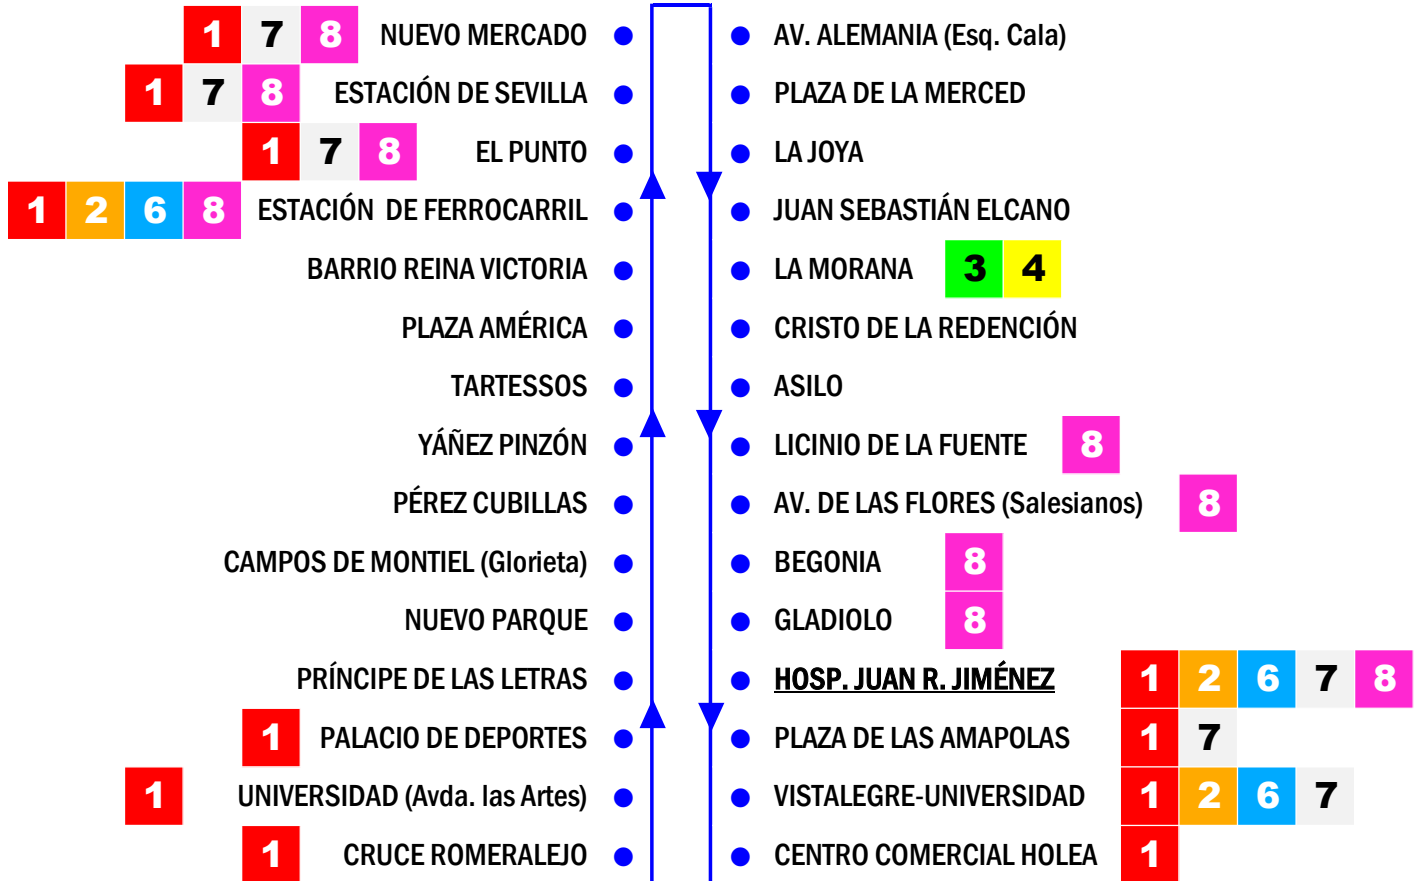 1 7 8 NUEVO MERCADO AV. ALEMANIA (Esq. Cala)
1 7 8 ESTACIÓN DE SEVILLA PLAZA DE LA MERCED
1 7 8 EL PUNTO LA JOYA
1 2 6 8 ESTACIÓN DE FERROCARRIL JUAN SEBASTIÁN ELCANO
BARRIO REINA VICTORIA LA MORANA 3 4
PLAZA AMÉRICA CRISTO DE LA REDENCIÓN
TARTESSOS ASILO
YÁÑEZ PINZÓN LICINIO DE LA FUENTE 8
PÉREZ CUBILLAS AV. DE LAS FLORES (Salesianos) 8
CAMPOS DE MONTIEL (Glorieta) BEGONIA 8
NUEVO PARQUE GLADIOLO 8
PRÍNCIPE DE LAS LETRAS HOSP. JUAN R. JIMÉNEZ 1 2 6 7 8
1 PALACIO DE DEPORTES PLAZA DE LAS AMAPOLAS 1 7
1 UNIVERSIDAD (Avda. las Artes) VISTALEGRE-UNIVERSIDAD 1 2 6 7
1 CRUCE ROMERALEJO CENTRO COMERCIAL HOLEA 1